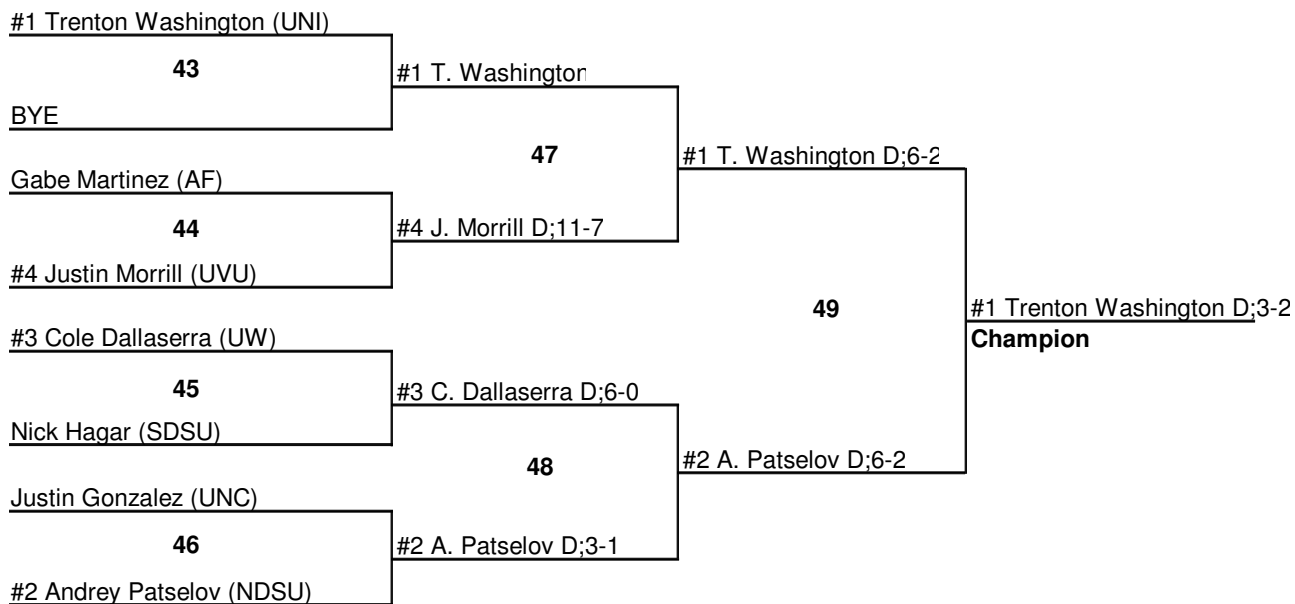 #1 Trenton Washington (UNI)
43
#1 T. Washington
BYE
47
#1 T. Washington D;6-2
Gabe Martinez (AF)
44
#4 J. Morrill D;11-7
#4 Justin Morrill (UVU)
49
#1 Trenton Washington D;3-2
Champion
#3 Cole Dallaserra (UW)
45
#3 C. Dallaserra D;6-0
Nick Hagar (SDSU)
48
#2 A. Patselov D;6-2
Justin Gonzalez (UNC)
46
#2 A. Patselov D;3-1
#2 Andrey Patselov (NDSU)